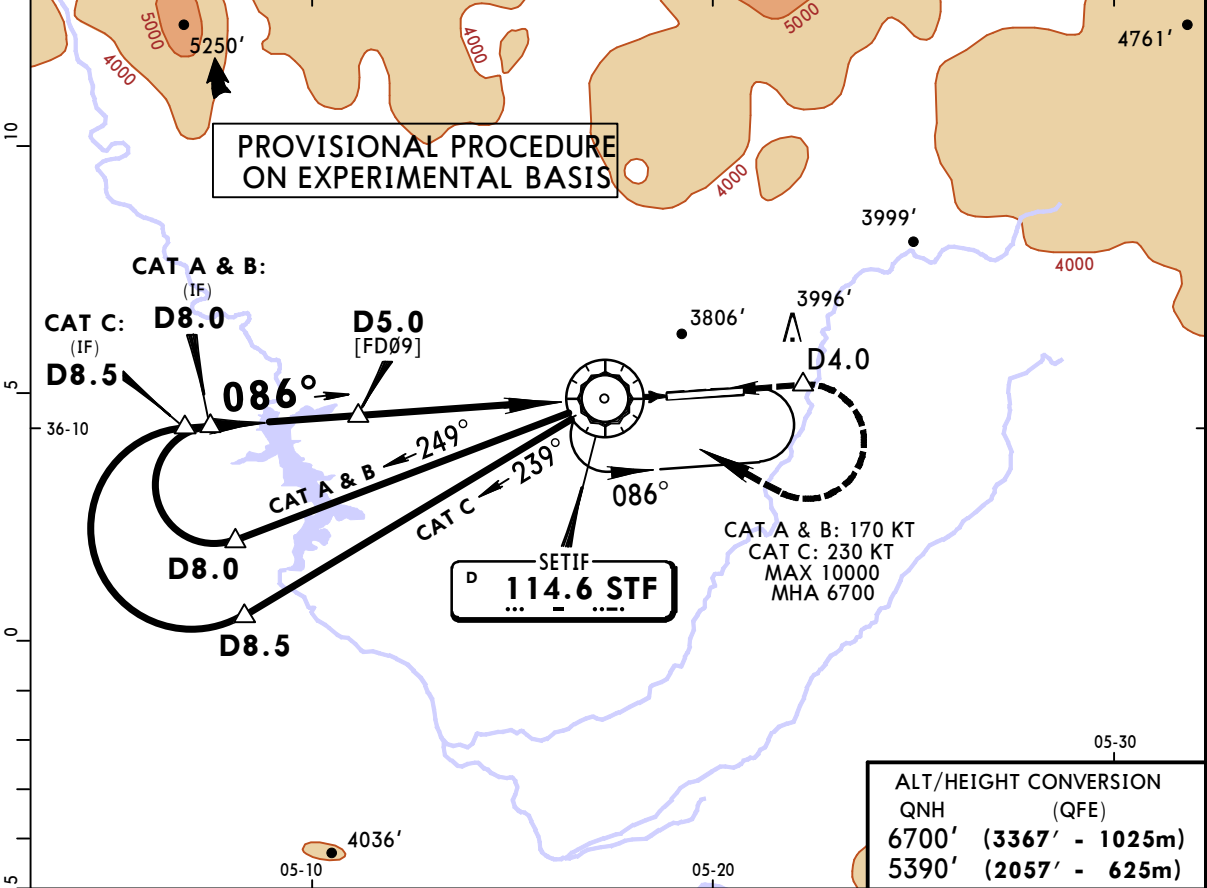 5000
5250'
4000
4000
5000
4761'
10
PROVISIONAL PROCEDURE
ON EXPERIMENTAL BASIS
4000
3999'
4000
CAT A & B:
(IF)
D8.0
CAT C:
(IF)
D8.5
D5.0
[FDØ9]
3806'
3996'
D4.0
5
086°
36-10
249°
CAT A & B
239°
CAT C
086°
D8.0
D8.5
SETIF
D 114.6 STF
CAT A & B: 170 KT
CAT C: 230 KT
MAX 10000
MHA 6700
0
05-30
ALT/HEIGHT CONVERSION
QNH (QFE)
6700' (3367' - 1025m)
5390' (2057' - 625m)
4036'
05-10
05-20
5